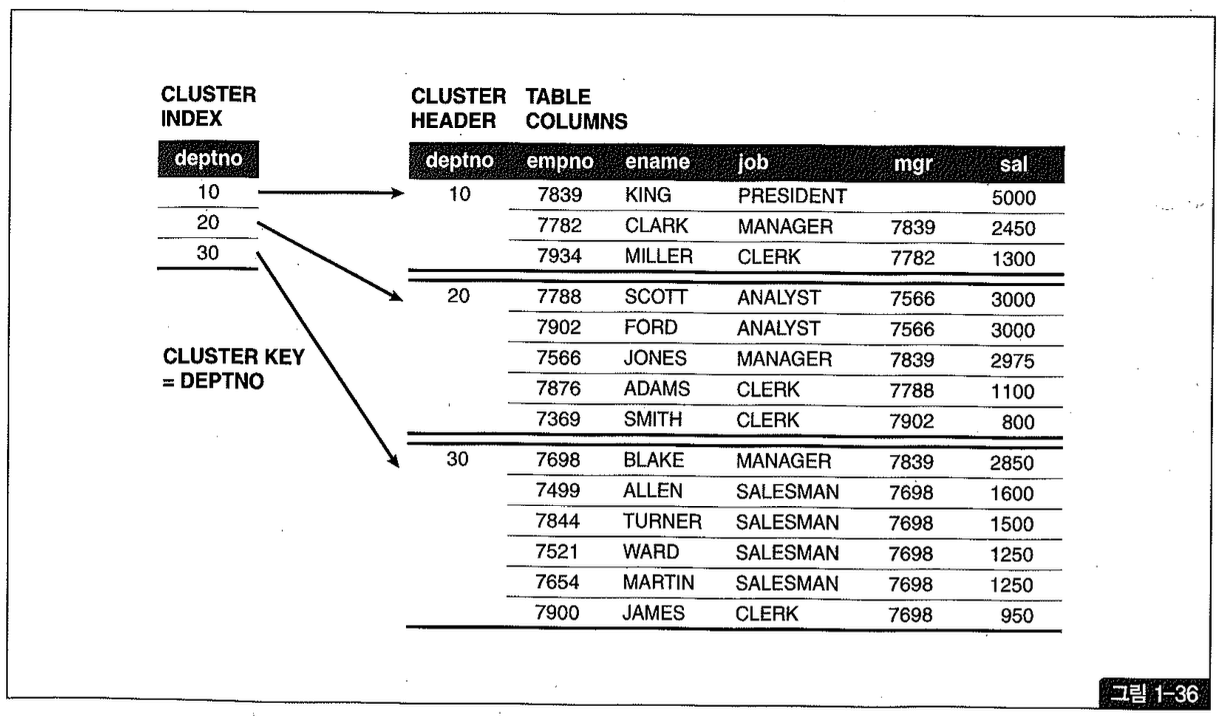 CLUSTER INDEX
deptno
10
20
30
CLUSTER KEY
= DEPTNO
CLUSTER HEADER TABLE COLUMNS
deptno empno ename job mgr sal
10 7839 KING PRESIDENT 5000
7782 CLARK MANAGER 7839 2450
7934 MILLER CLERK 7782 1300
20 7788 SCOTT ANALYST 7566 3000
7902 FORD ANALYST 7566 3000
7566 JONES MANAGER 7839 2975
7876 ADAMS CLERK 7788 1100
7369 SMITH CLERK 7902 800
30 7698 BLAKE MANAGER 7839 2850
7499 ALLEN SALESMAN 7698 1600
7844 TURNER SALESMAN 7698 1500
7521 WARD SALESMAN 7698 1250
7654 MARTIN SALESMAN 7698 1250
7900 JAMES CLERK 7698 950
그림 1-36